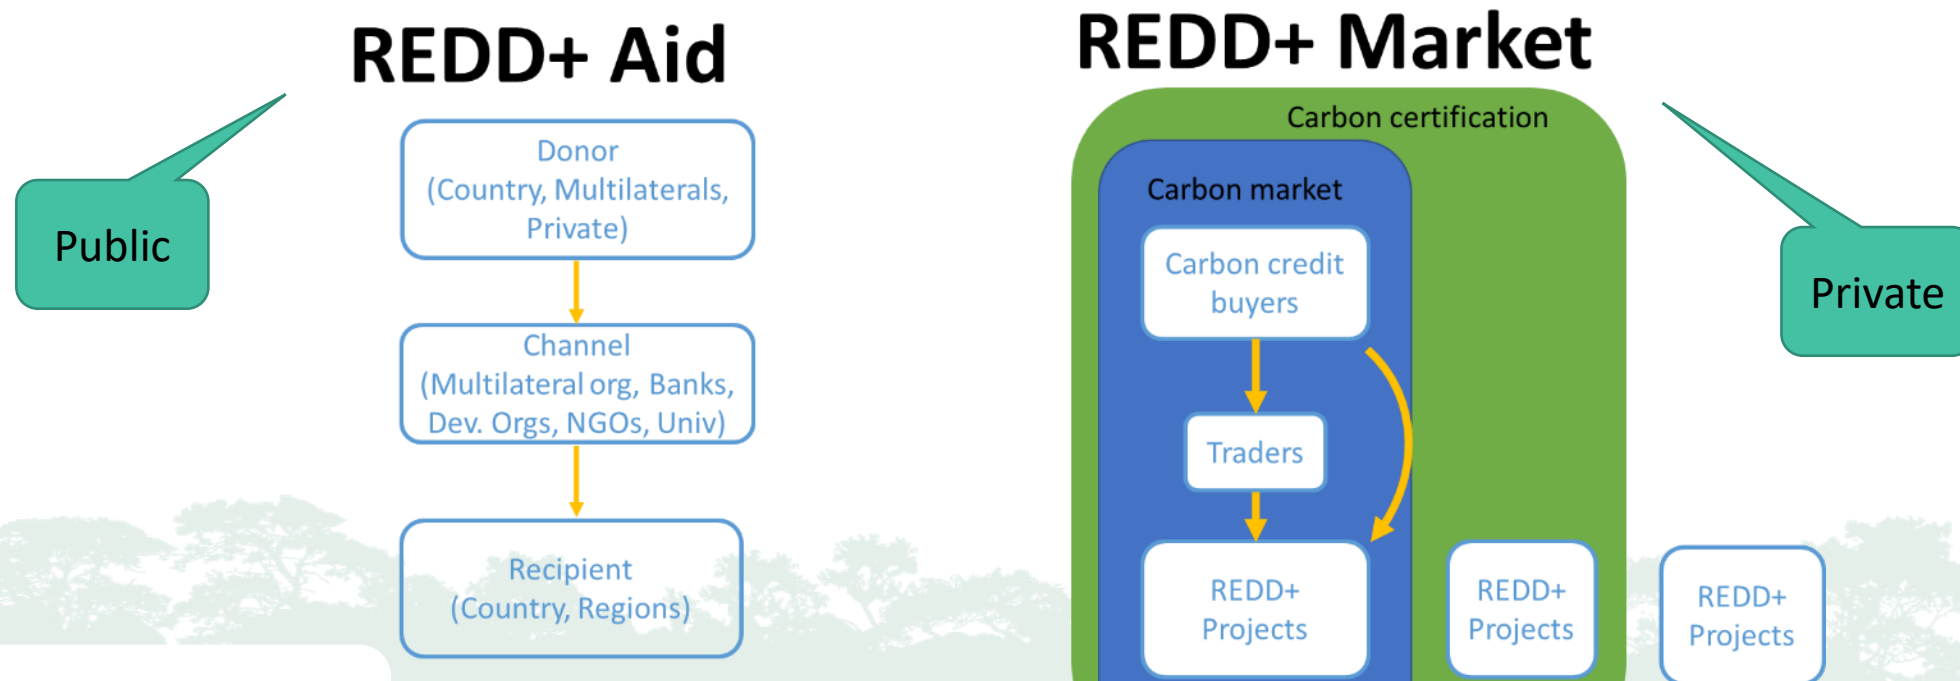 REDD+ Aid
Public
Donor
(Country, Multilaterals,
Private)
Channel
(Multilateral org, Banks,
Dev. Orgs, NGOs, Univ)
Recipient
(Country, Regions)
REDD+ Market
Carbon certification
Carbon market
Carbon credit
buyers
Traders
REDD+
Projects
REDD+
Projects
REDD+
Projects
Private